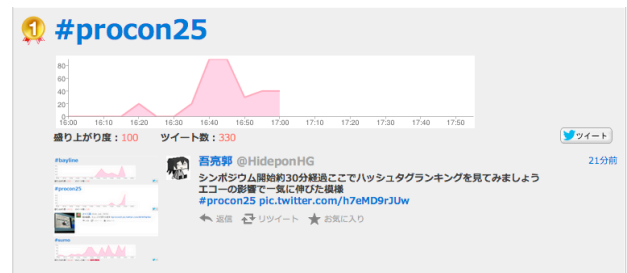 1 #procon25
80
60
40
20
0
16:00 16:10 16:20 16:30 16:40 16:50 17:00 17:10 17:20 17:30 17:40 17:50
盛り上がり度：100 ツイート数：330
ツイート
吾亮郭 @HideponHG 21分前
シンポジウム開始約30分経過ここでハッシュタグランキングを見てみましょう
エコーの影響で一気に伸びた模様
#procon25 pic.twitter.com/h7eMD9rJUw
返信 リツイート お気に入り
#bayline
#procon25